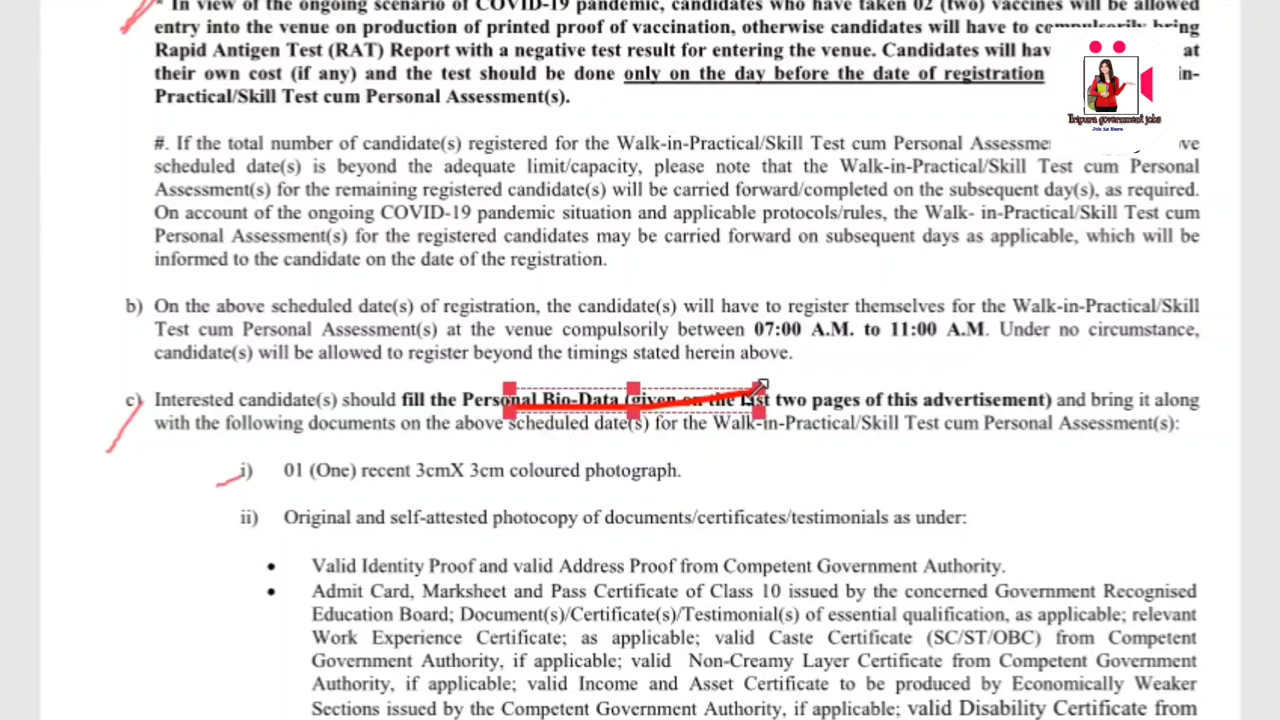 * In view of the ongoing scenario of COVID-19 pandemic, candidates who have taken 02 (two) vaccines will be allowed
entry into the venue on production of printed proof of vaccination, otherwise candidates will have to compulsorily bring
Rapid Antigen Test (RAT) Report with a negative test result for entering the venue. Candidates will hav at
their own cost (if any) and the test should be done only on the day before the date of registration in-
Practical/Skill Test cum Personal Assessment(s).
#. If the total number of candidate(s) registered for the Walk-in-Practical/Skill Test cum Personal Assessme ve
scheduled date(s) is beyond the adequate limit/capacity, please note that the Walk-in-Practical/Skill Test cum Personal
Assessment(s) for the remaining registered candidate(s) will be carried forward/completed on the subsequent day(s), as required.
On account of the ongoing COVID-19 pandemic situation and applicable protocols/rules, the Walk- in-Practical/Skill Test cum
Personal Assessment(s) for the registered candidates may be carried forward on subsequent days as applicable, which will be
informed to the candidate on the date of the registration.
b) On the above scheduled date(s) of registration, the candidate(s) will have to register themselves for the Walk-in-Practical/Skill
Test cum Personal Assessment(s) at the venue compulsorily between 07:00 A.M. to 11:00 A.M. Under no circumstance,
candidate(s) will be allowed to register beyond the timings stated herein above.
c) Interested candidate(s) should fill the Personal Bio-Data (given on the last two pages of this advertisement) and bring it along
with the following documents on the above scheduled date(s) for the Walk-in-Practical/Skill Test cum Personal Assessment(s):
i) 01 (One) recent 3cmX 3cm coloured photograph.
ii) Original and self-attested photocopy of documents/certificates/testimonials as under:
• Valid Identity Proof and valid Address Proof from Competent Government Authority.
• Admit Card, Marksheet and Pass Certificate of Class 10 issued by the concerned Government Recognised
Education Board; Document(s)/Certificate(s)/Testimonial(s) of essential qualification, as applicable; relevant
Work Experience Certificate; as applicable; valid Caste Certificate (SC/ST/OBC) from Competent
Government Authority, if applicable; valid Non-Creamy Layer Certificate from Competent Government
Authority, if applicable; valid Income and Asset Certificate to be produced by Economically Weaker
Sections issued by the Competent Government Authority, if applicable; valid Disability Certificate from
Tripura government jobs
Job is Here